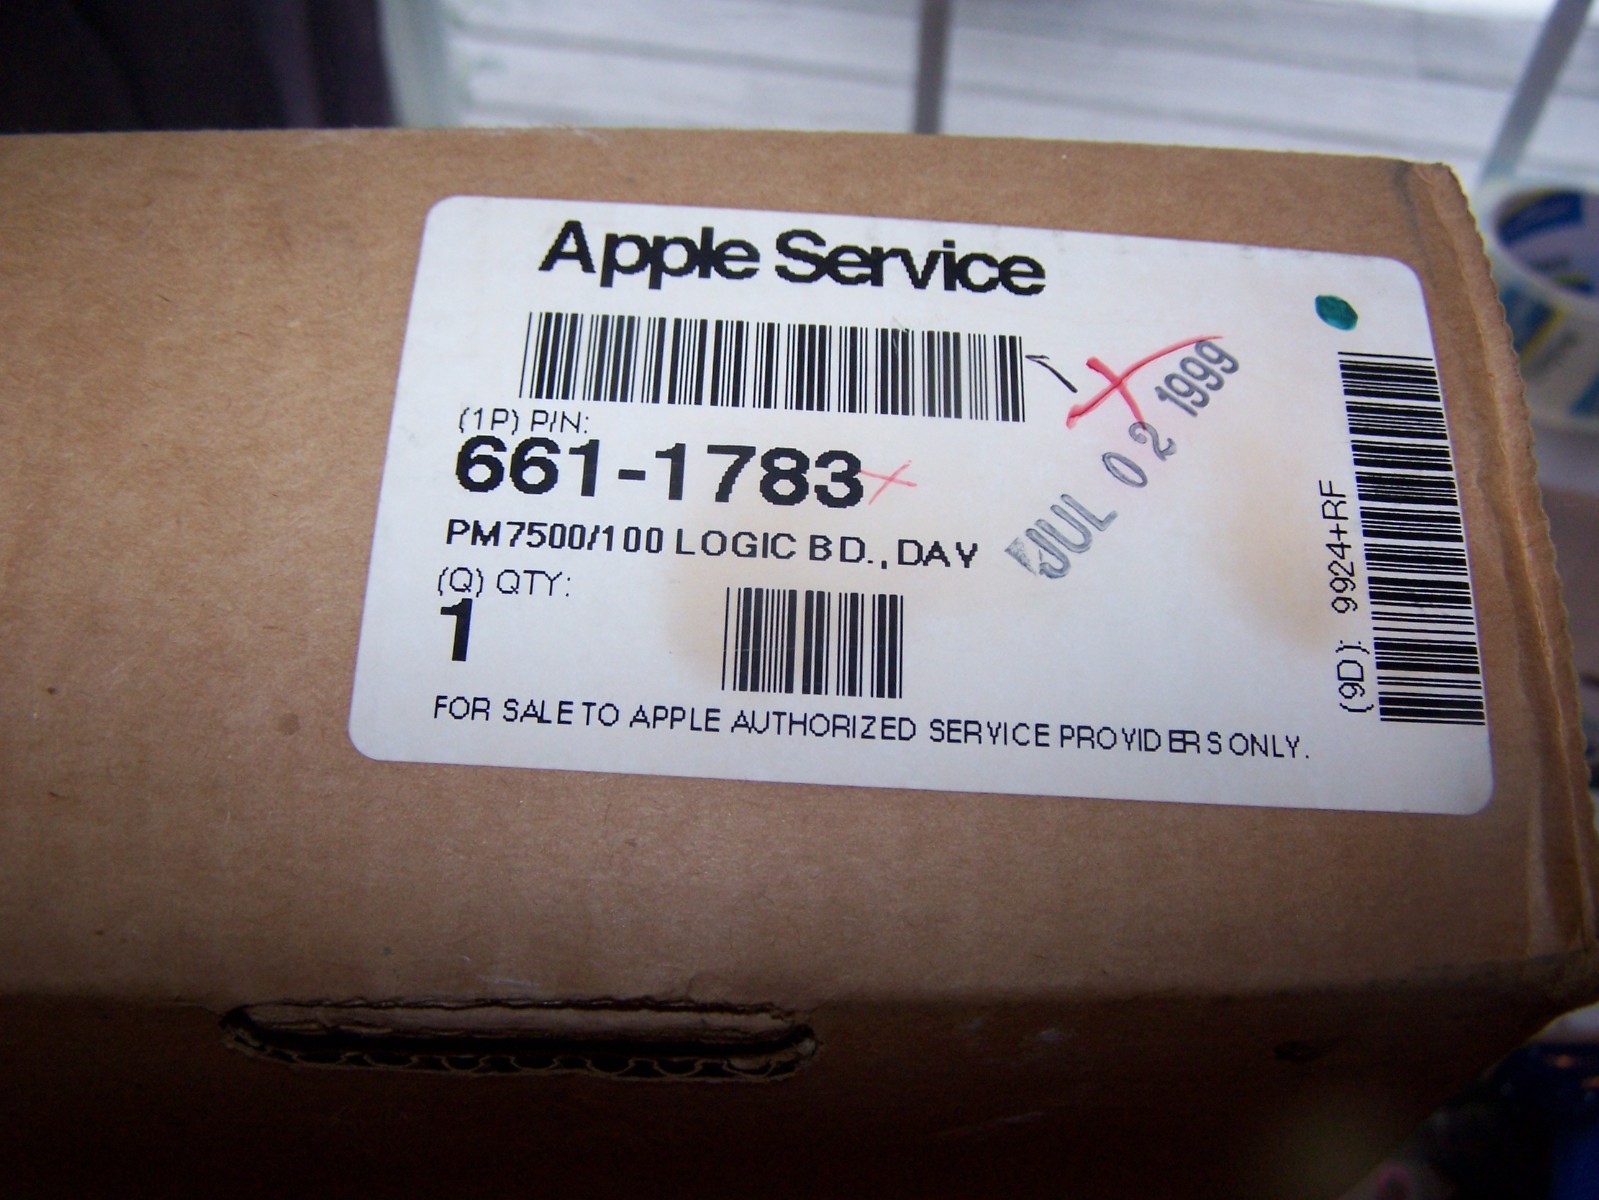 Apple Service
(1P) P/N:
661-1783
PM7500/100 LOGIC BD., DAY
(Q) QTY:
1
FOR SALE TO APPLE AUTHORIZED SERVICE PROVIDERS ONLY.
JUL 02 1999
(9D): 9924+RF